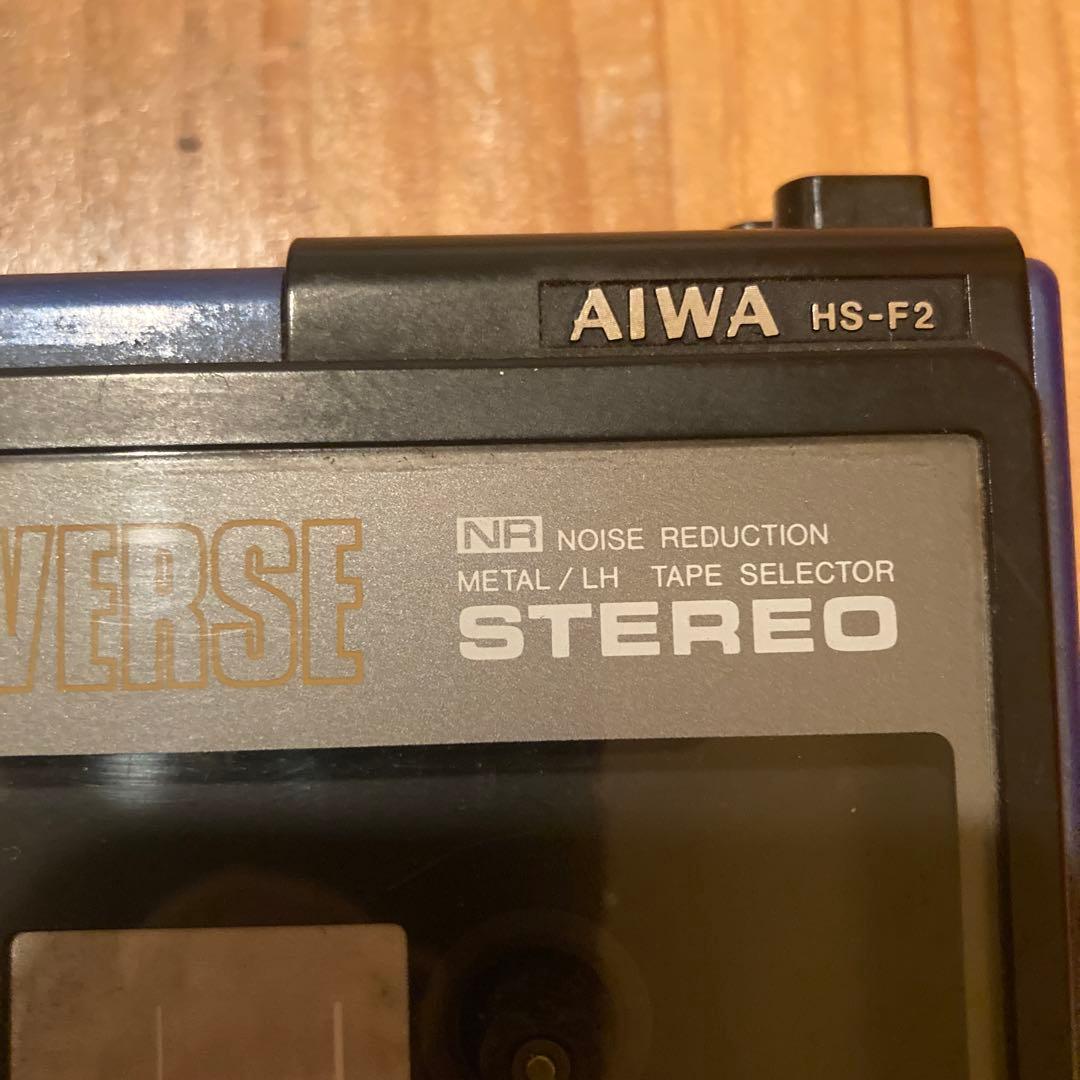 AIWA HS-F2
VERSE
NR NOISE REDUCTION
METAL/LH TAPE SELECTOR
STEREO